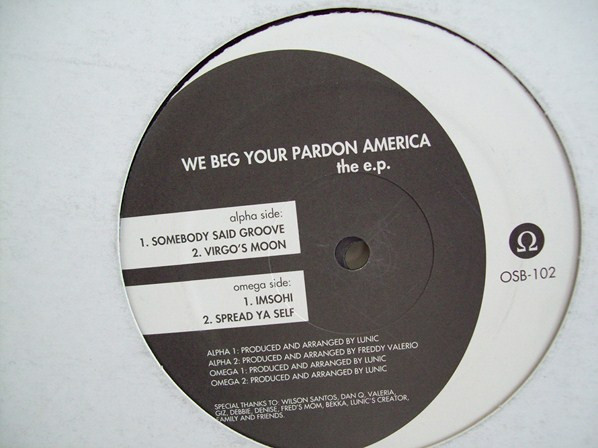 WE BEG YOUR PARDON AMERICA
the e.p.
alpha side:
1. SOMEBODY SAID GROOVE
2. VIRGO'S MOON
omega side:
1. IMSOHI
2. SPREAD YA SELF
Ω
OSB-102
ALPHA 1: PRODUCED AND ARRANGED BY LUNIC
ALPHA 2: PRODUCED AND ARRANGED BY FREDDY VALERIO
OMEGA 1: PRODUCED AND ARRANGED BY LUNIC
OMEGA 2: PRODUCED AND ARRANGED BY LUNIC
SPECIAL THANKS TO: WILSON SANTOS, DAN Q, VALERIA,
GIZ, DEBBIE, DENISE, FRED'S MOM, BEKKA, LUNIC'S CREATOR,
FAMILY AND FRIENDS.